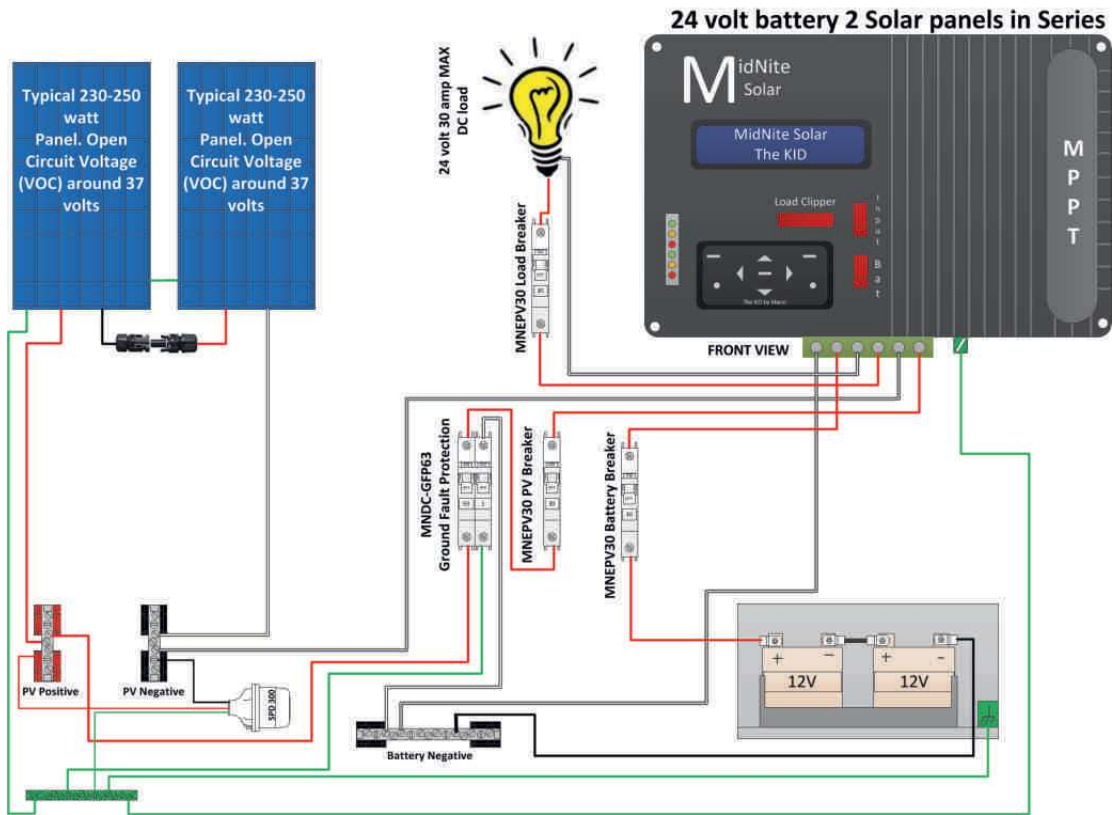 24 volt battery 2 Solar panels in Series
Typical 230-250
watt
Panel. Open
Circuit Voltage
(VOC) around 37
volts
Typical 230-250
watt
Panel. Open
Circuit Voltage
(VOC) around 37
volts
24 volt 30 amp MAX
DC load
MidNite
Solar
MidNite Solar
The KID
Load Clipper
Input
Bat
MPPT
The KID by Mario
FRONT VIEW
MNEPV30 Load Breaker
MNDC-GFP63
Ground Fault Protection
MNEPV30 PV Breaker
MNEPV30 Battery Breaker
PV Positive
PV Negative
SPD 300
Battery Negative
+ -
12V
+ -
12V